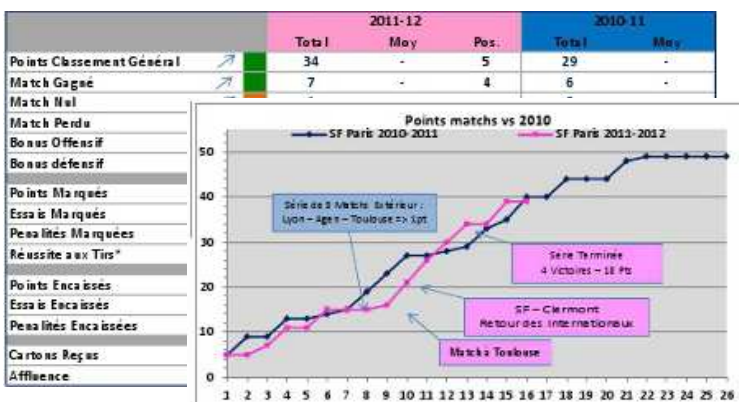 2011-12 2010-11
Total Moy Pos. Total Moy
Points Classement Général 34 - 5 29 -
Match Gagné 7 - 4 6 -
Match Nul
Match Perdu
Bonus Offensif
Bonus défensif
Points Marqués
Essais Marqués
Penalités Marquées
Réussite aux Tirs*
Points Encaissés
Essais Encaissés
Penalités Encaissées
Cartons Reçus
Affluence
Points matchs vs 2010
SF Paris 2010-2011 SF Paris 2011-2012
50
40
30
20
10
0
Série de 3 Matchs Extérieur :
Lyon – Agen – Toulouse => 1pt
Série Terminée
4 Victoires – 18 Pts
SF – Clermont
Retour des Internationaux
Match à Toulouse
1 2 3 4 5 6 7 8 9 10 11 12 13 14 15 16 17 18 19 20 21 22 23 24 25 26